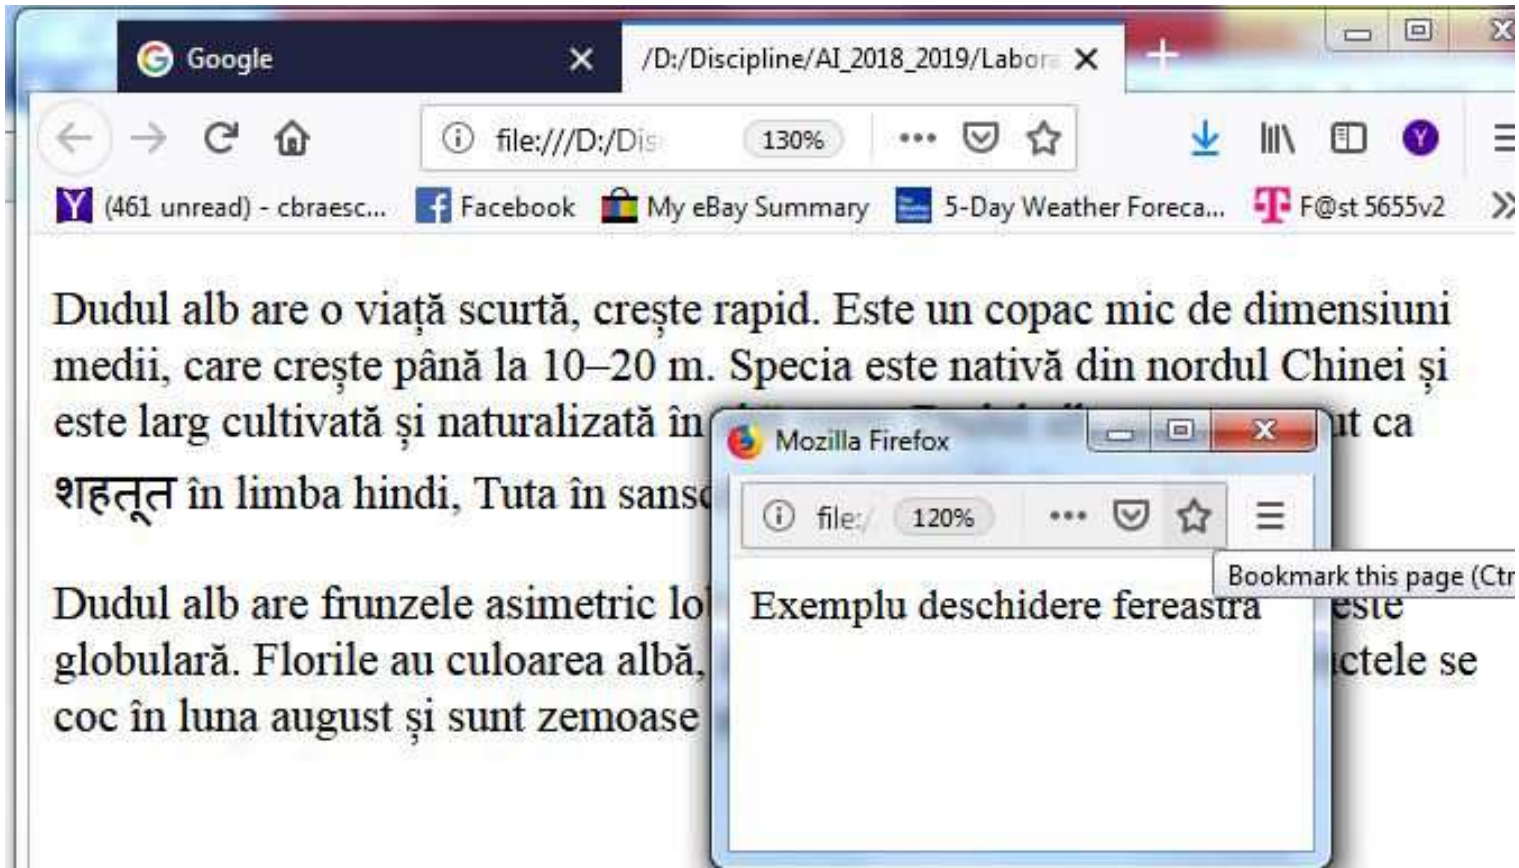 Google
/D:/Discipline/AI_2018_2019/Labora
file:///D:/Dis 130%
(461 unread) - cbraesc... Facebook My eBay Summary 5-Day Weather Foreca... F@st 5655v2
Dudul alb are o viață scurtă, crește rapid. Este un copac mic de dimensiuni
medii, care crește până la 10–20 m. Specia este nativă din nordul Chinei și
este larg cultivată și naturalizată în ut ca
शहतूत în limba hindi, Tuta în sansc
Dudul alb are frunzele asimetric lob este
globulară. Florile au culoarea albă, uctele se
coc în luna august și sunt zemoase
Mozilla Firefox
file:/ 120%
Bookmark this page (Ctr
Exemplu deschidere fereastra